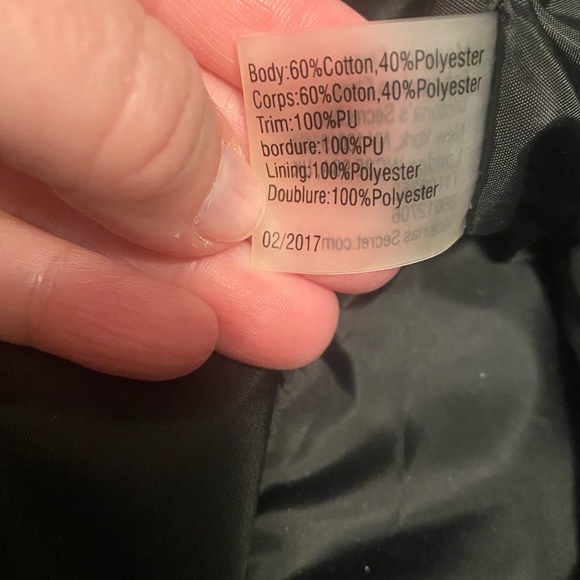 Body:60%Cotton,40%Polyester
Corps:60%Coton,40%Polyester
Trim:100%PU
bordure:100%PU
Lining:100%Polyester
Doublure:100%Polyester
02/2017